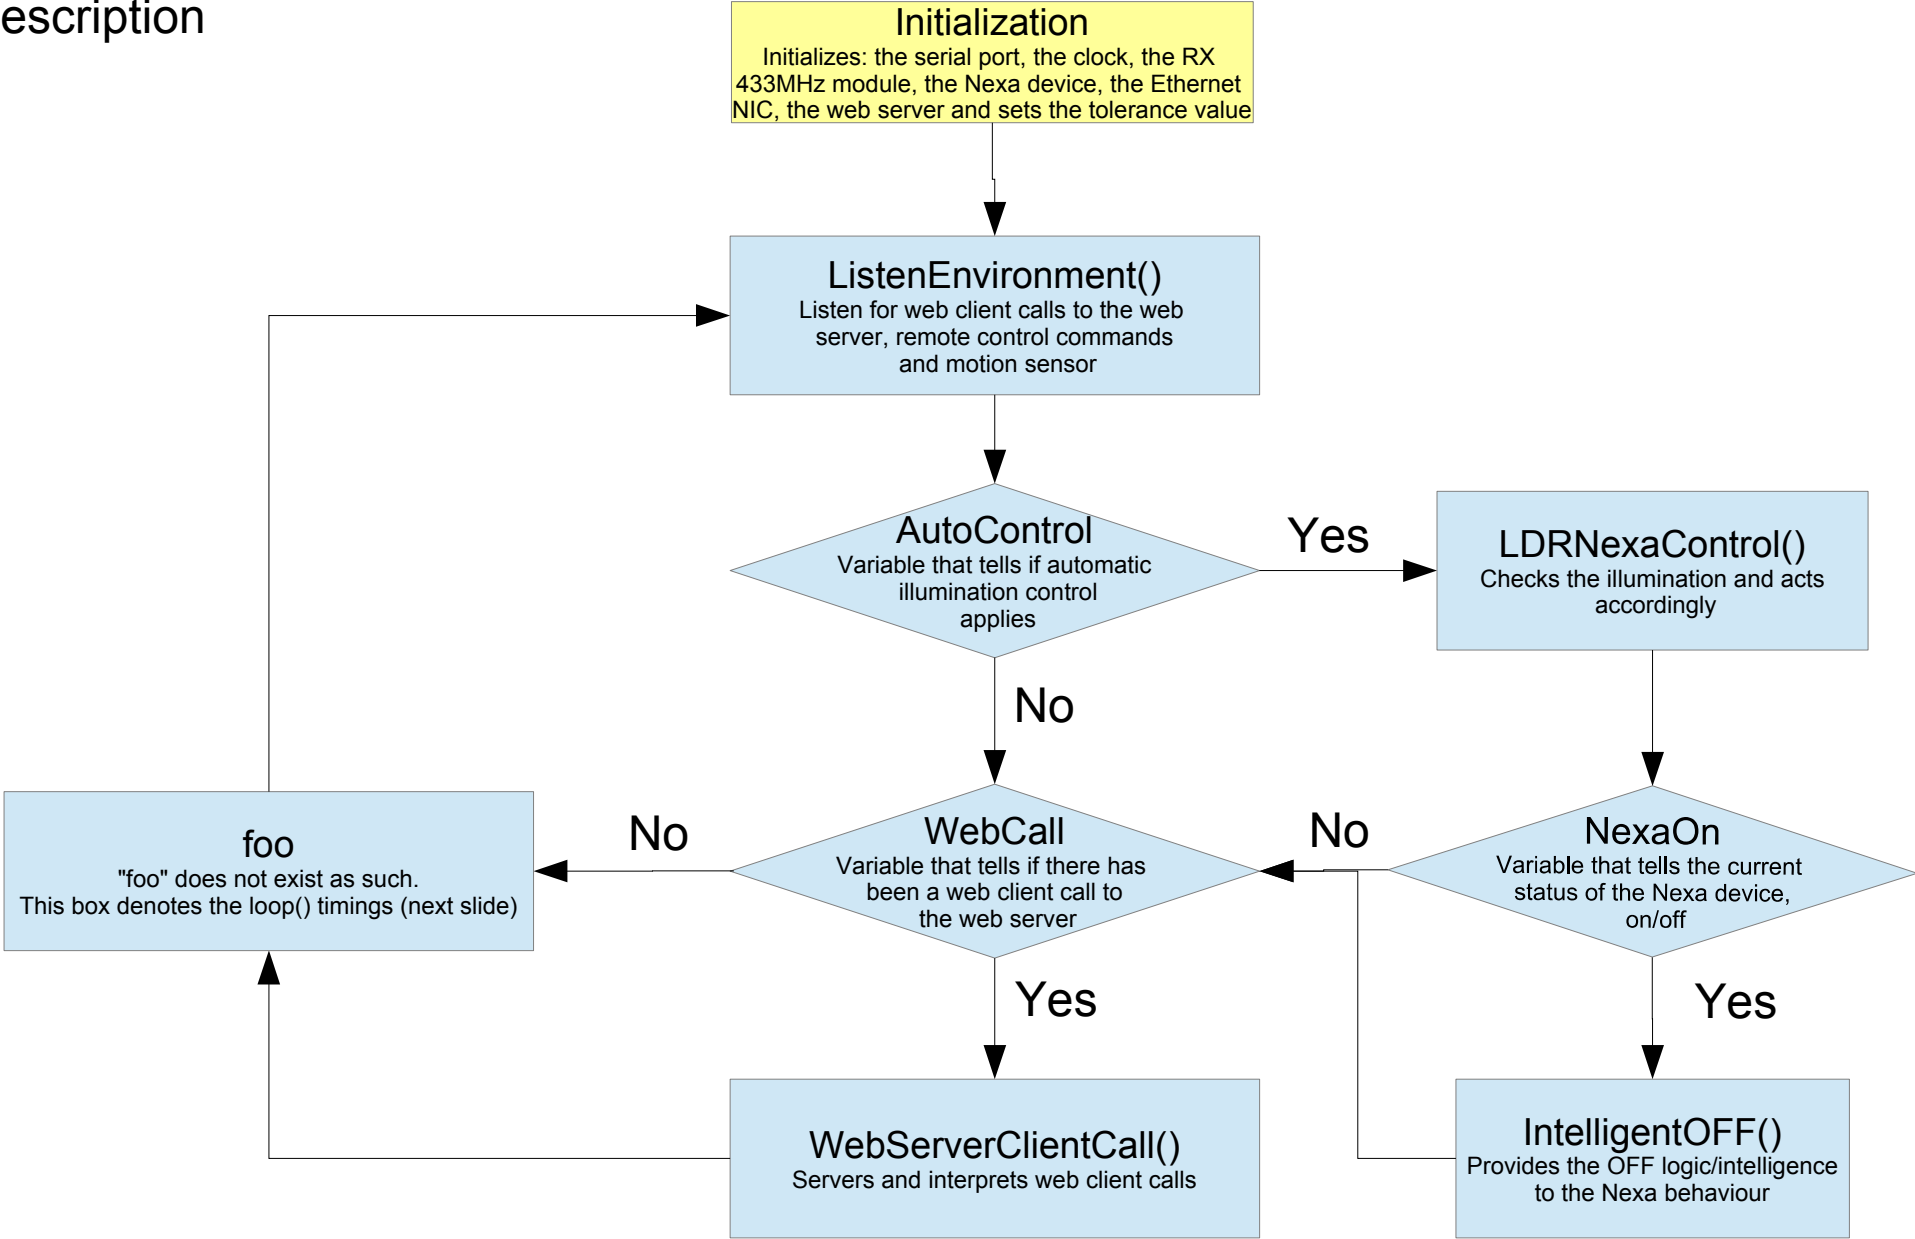 escription
Initialization
Initializes: the serial port, the clock, the RX
433MHz module, the Nexa device, the Ethernet
NIC, the web server and sets the tolerance value
ListenEnvironment()
Listen for web client calls to the web
server, remote control commands
and motion sensor
AutoControl
Variable that tells if automatic
illumination control
applies
Yes
LDRNexaControl()
Checks the illumination and acts
accordingly
No
foo
"foo" does not exist as such.
This box denotes the loop() timings (next slide)
No
WebCall
Variable that tells if there has
been a web client call to
the web server
No
NexaOn
Variable that tells the current
status of the Nexa device,
on/off
Yes
Yes
WebServerClientCall()
Servers and interprets web client calls
IntelligentOFF()
Provides the OFF logic/intelligence
to the Nexa behaviour